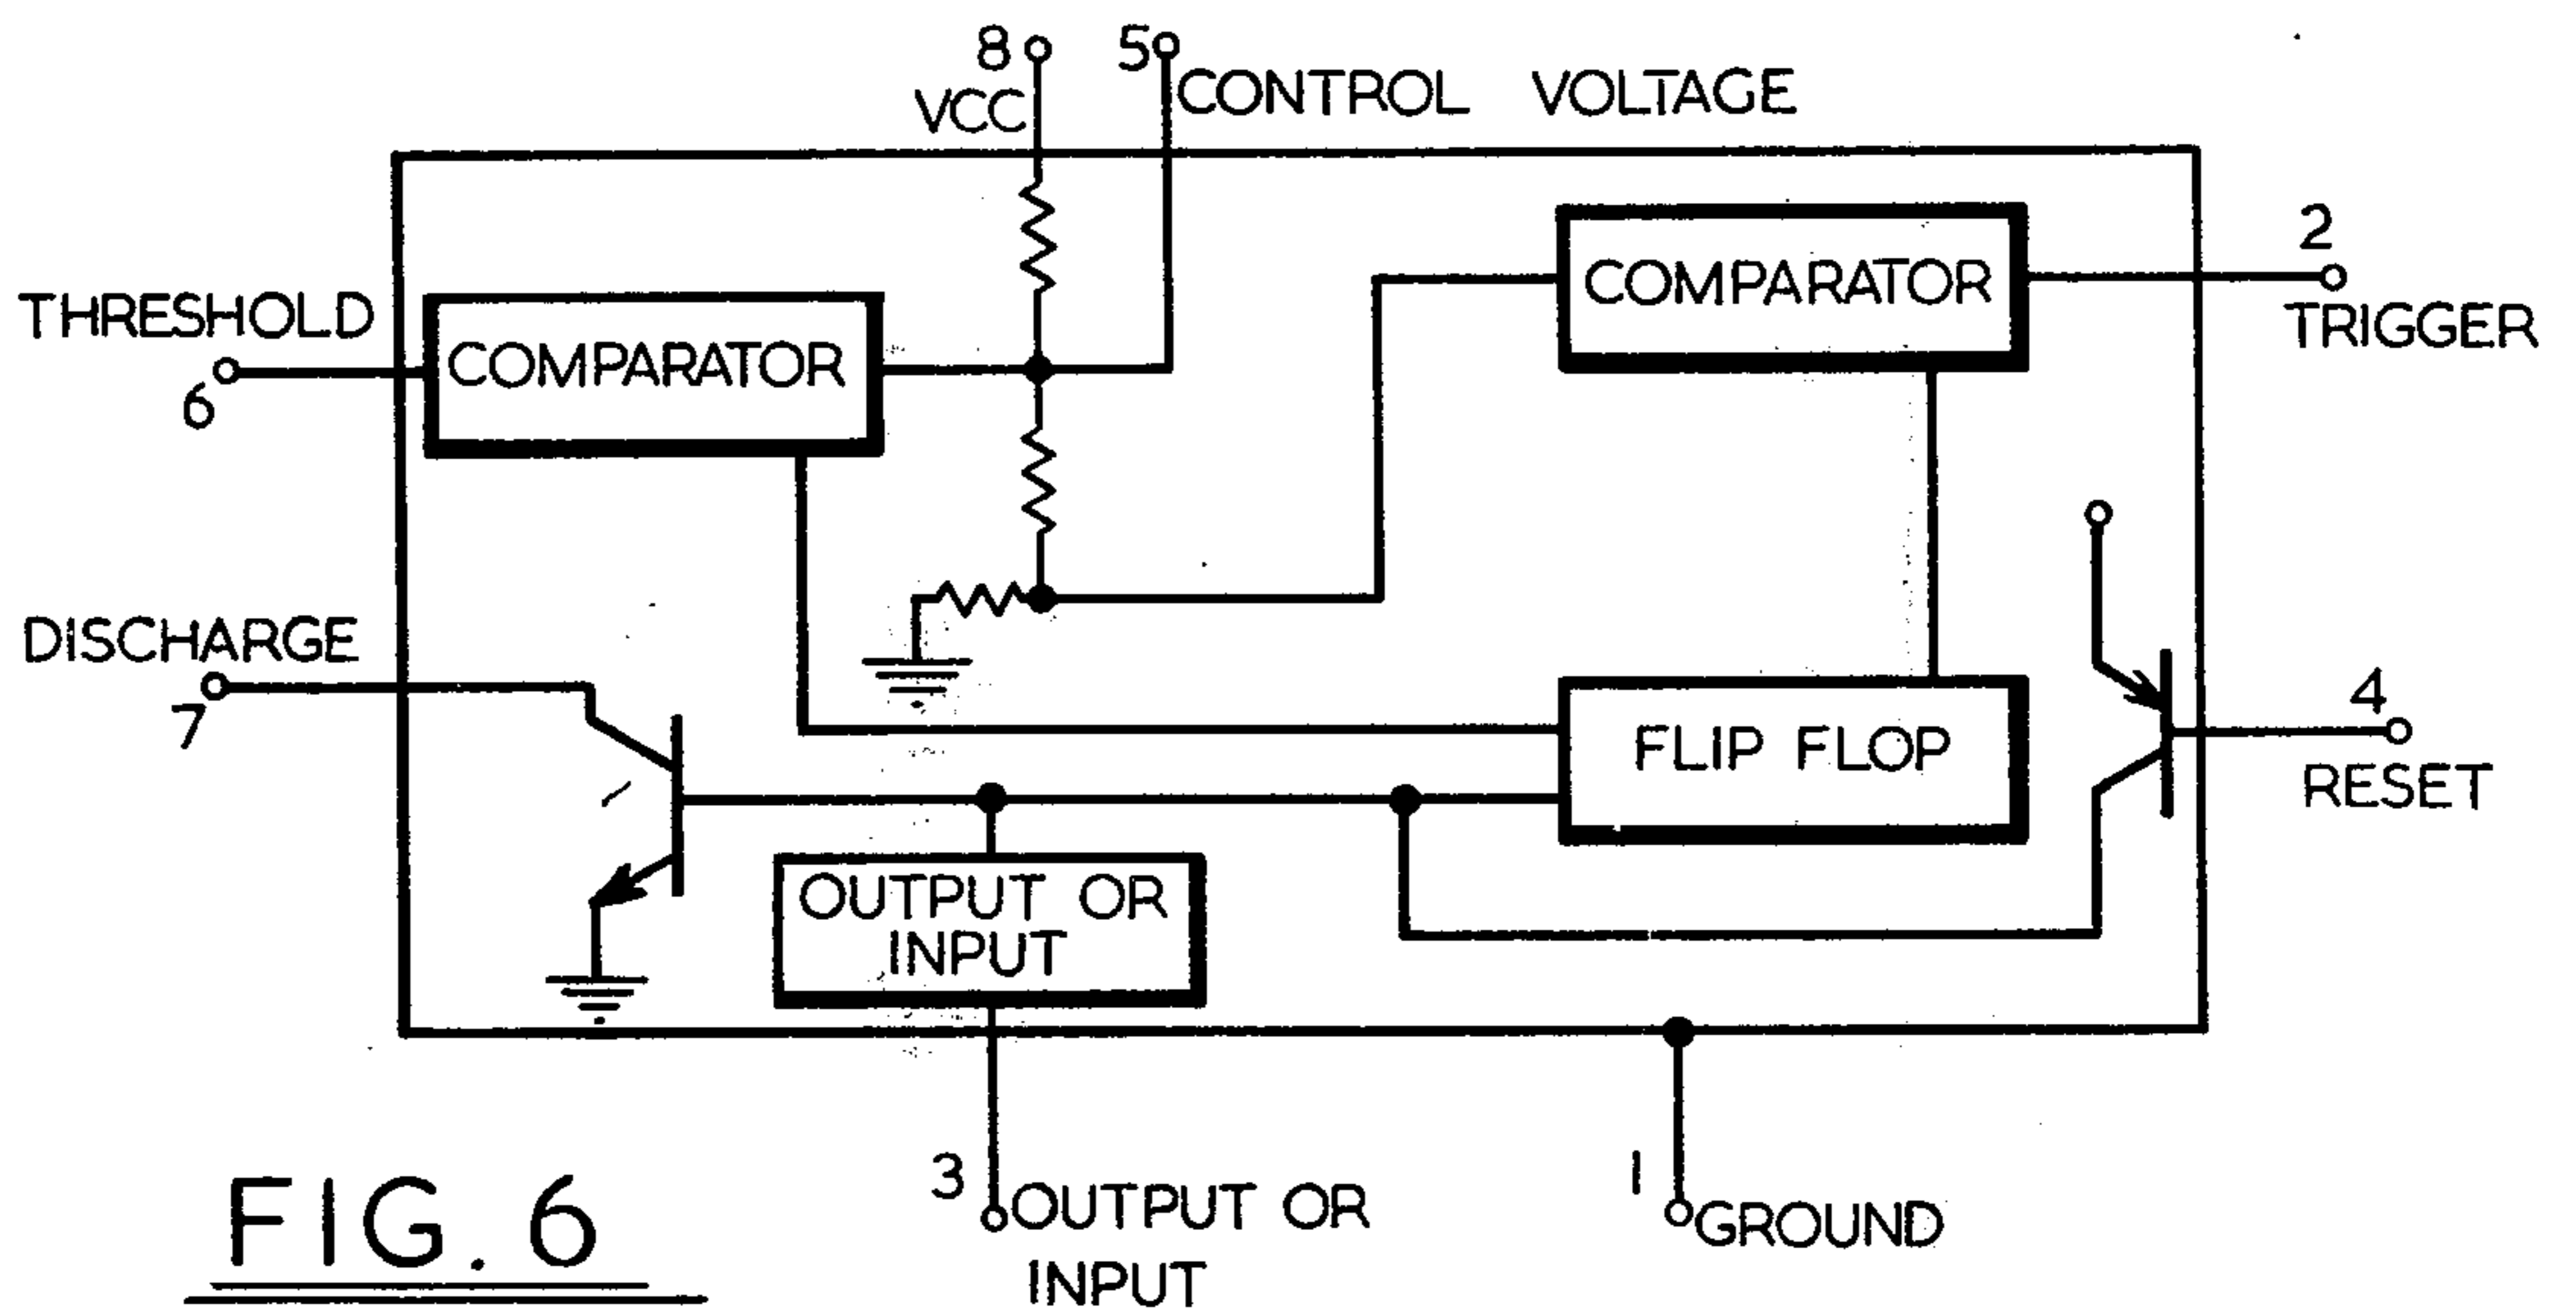 8
5
VCC
CONTROL VOLTAGE
2
COMPARATOR
TRIGGER
THRESHOLD
COMPARATOR
6
DISCHARGE
7
4
FLIP FLOP
RESET
OUTPUT OR
INPUT
3
OUTPUT OR
INPUT
1
GROUND
FIG. 6